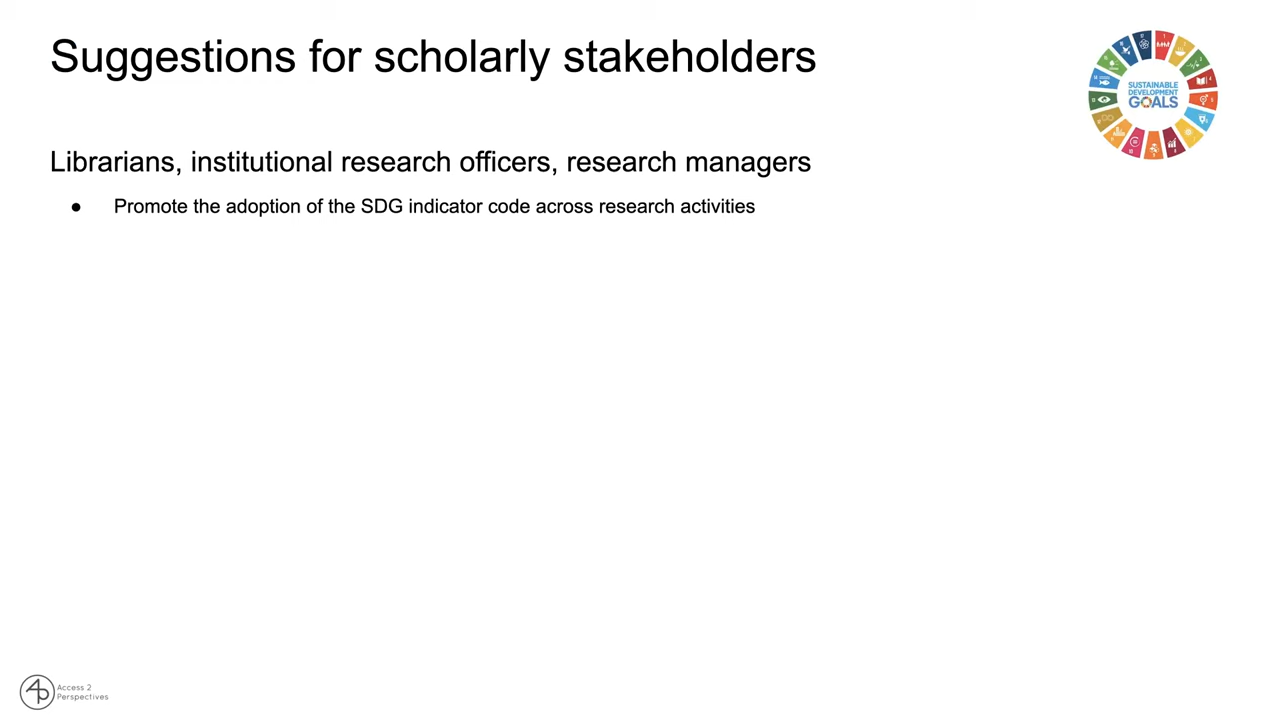 Suggestions for scholarly stakeholders
SUSTAINABLE
DEVELOPMENT
GOALS
Librarians, institutional research officers, research managers
● Promote the adoption of the SDG indicator code across research activities
Access 2
Perspectives